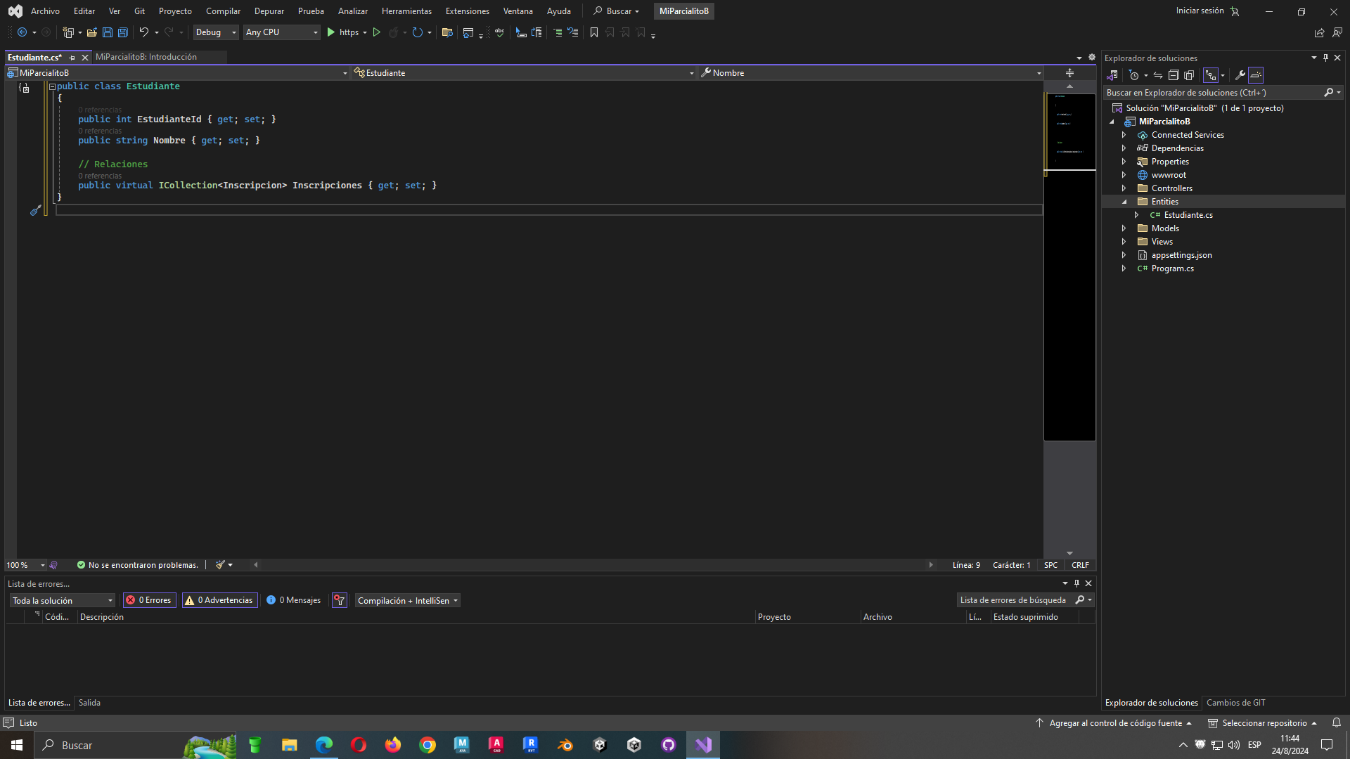 Archivo Editar Ver Git Proyecto Compilar Depurar Prueba Analizar Herramientas Extensiones Ventana Ayuda Buscar MiParcialitoB Iniciar sesión
Debug Any CPU https
Estudiante.cs* MiParcialitoB: Introducción
MiParcialitoB Estudiante Nombre
public class Estudiante
{
0 referencias
public int EstudianteId { get; set; }
0 referencias
public string Nombre { get; set; }
// Relaciones
0 referencias
public virtual ICollection<Inscripcion> Inscripciones { get; set; }
}
100 % No se encontraron problemas. Línea: 9 Carácter: 1 SPC CRLF
Lista de errores...
Toda la solución 0 Errores 0 Advertencias 0 Mensajes Compilación + IntelliSen Lista de errores de búsqueda
Códi... Descripción Proyecto Archivo Lí... Estado suprimido
Lista de errores... Salida
Explorador de soluciones
Buscar en Explorador de soluciones (Ctrl+´)
Solución "MiParcialitoB" (1 de 1 proyecto)
MiParcialitoB
Connected Services
Dependencias
Properties
wwwroot
Controllers
Entities
C# Estudiante.cs
Models
Views
appsettings.json
C# Program.cs
Explorador de soluciones Cambios de GIT
Listo Agregar al control de código fuente Seleccionar repositorio
Buscar ESP 11:44
24/8/2024